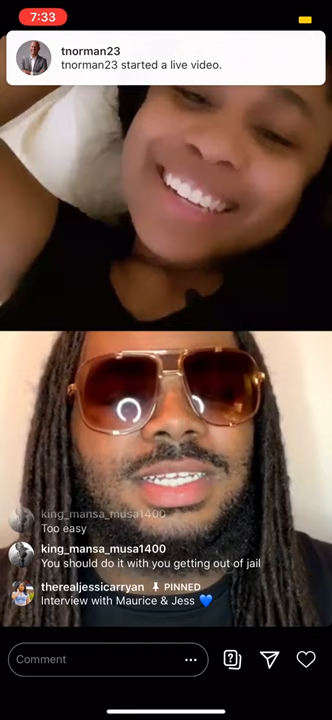 7:33
tnorman23
tnorman23 started a live video.
king_mansa_musa1400
Too easy
king_mansa_musa1400
You should do it with you getting out of jail
therealjessicarryan PINNED
Interview with Maurice & Jess 💙
Comment